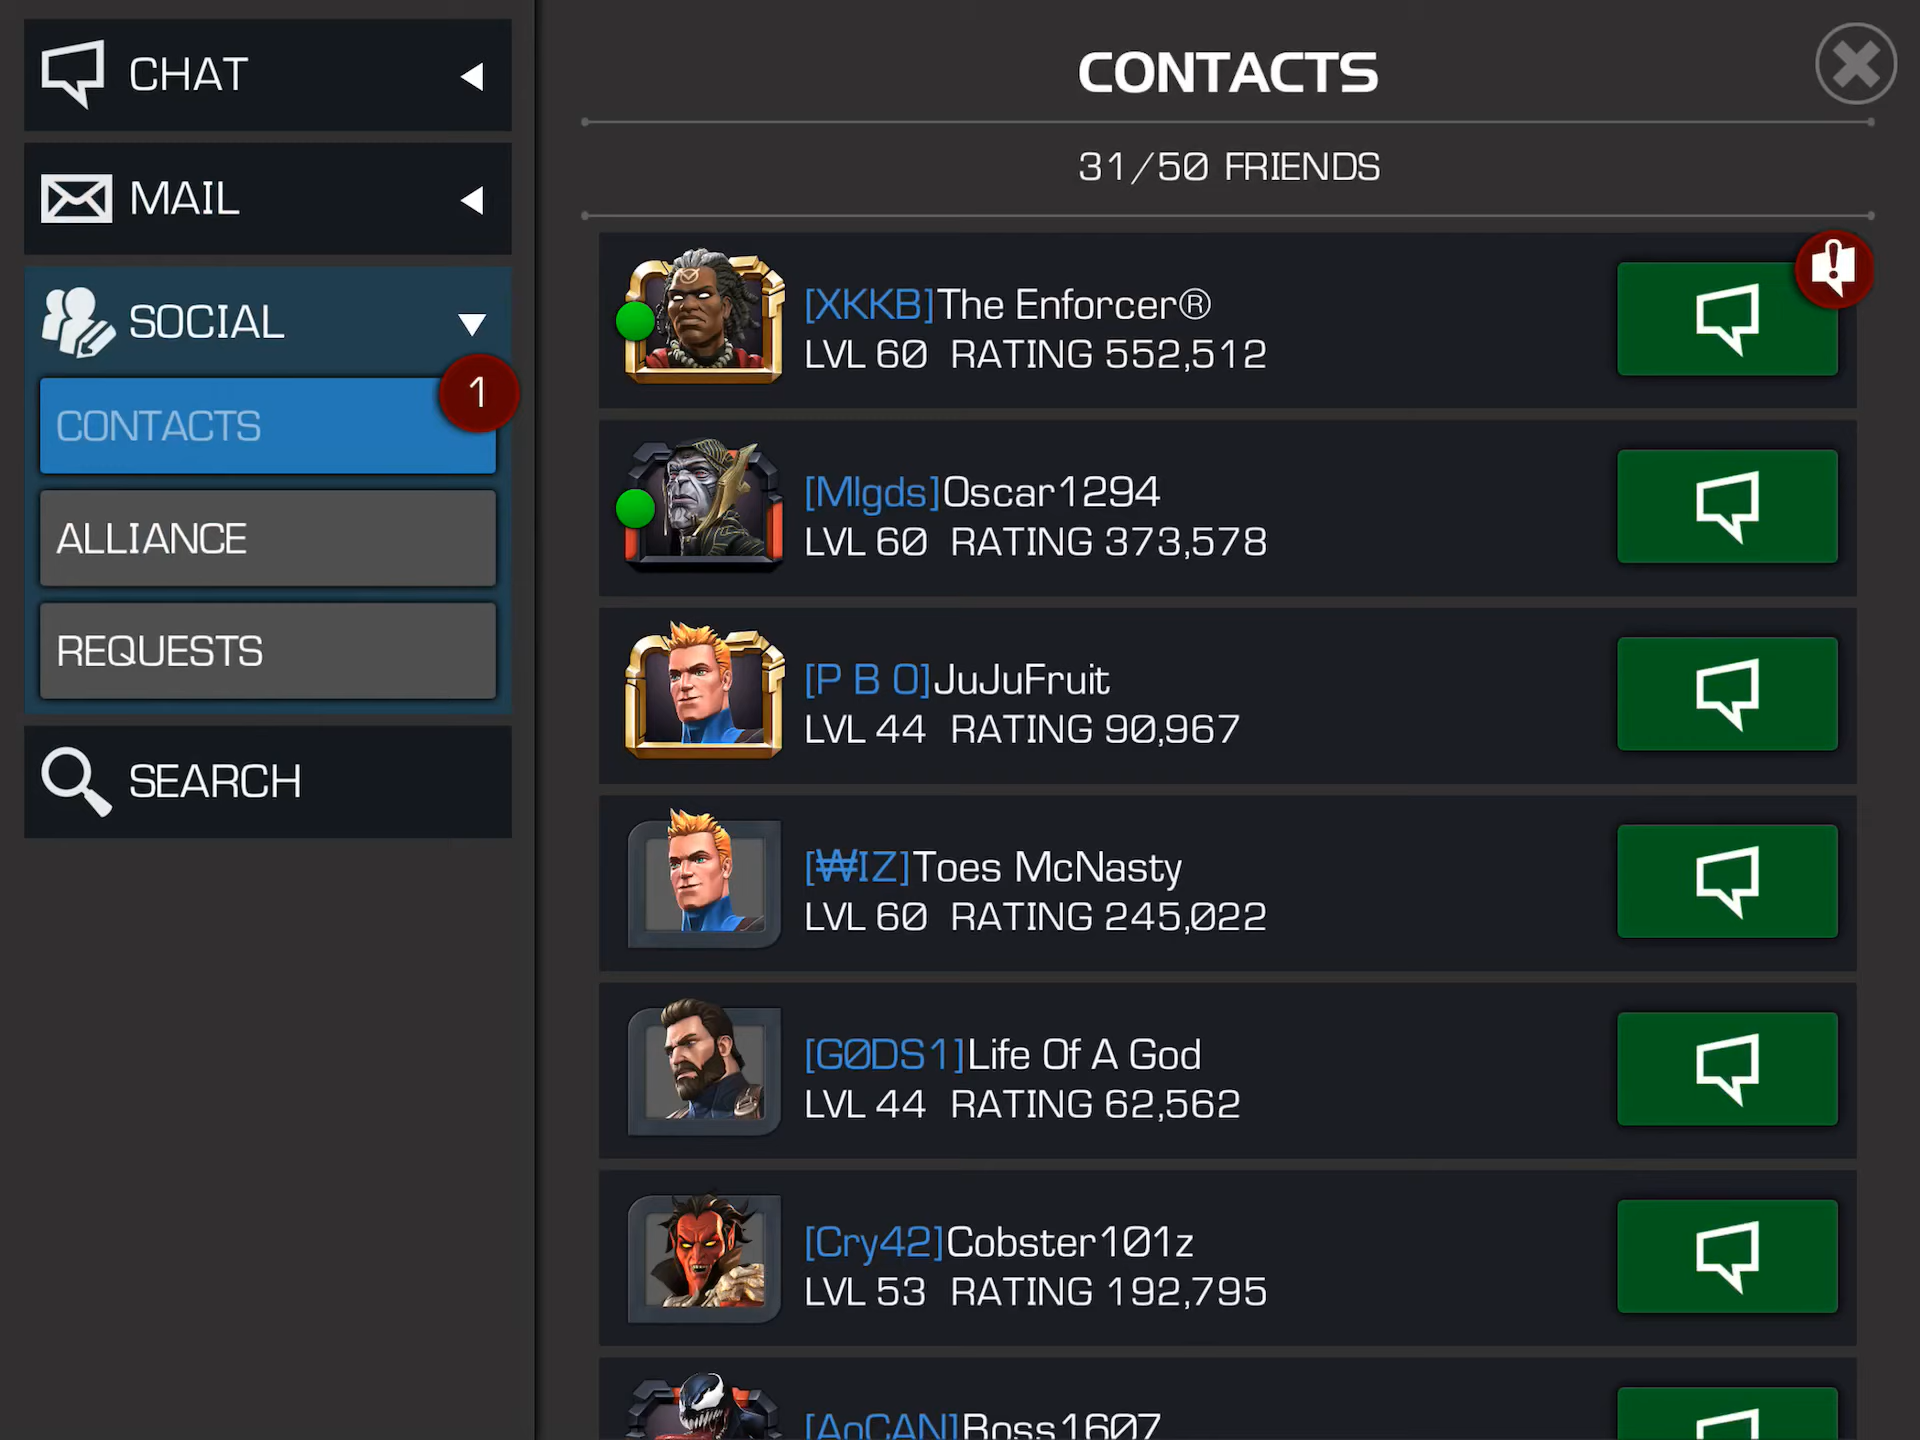 CHAT
MAIL
SOCIAL
CONTACTS
1
ALLIANCE
REQUESTS
SEARCH
CONTACTS
31/50 FRIENDS
[XKKB]The Enforcer®
LVL 60 RATING 552,512
[Mlgds]Oscar1294
LVL 60 RATING 373,578
[P B O]JuJuFruit
LVL 44 RATING 90,967
[₩IZ]Toes McNasty
LVL 60 RATING 245,022
[GØDS1]Life Of A God
LVL 44 RATING 62,562
[Cry42]Cobster101z
LVL 53 RATING 192,795
[AoCAN]Ross1607